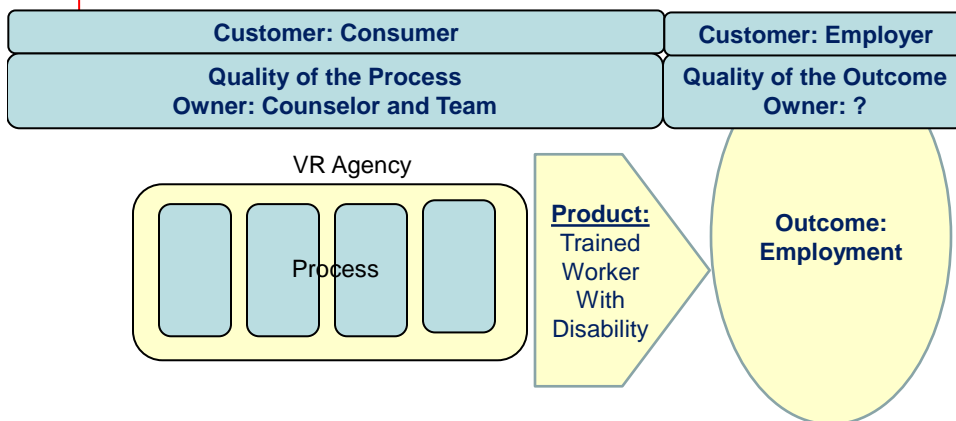 Customer: Consumer
Customer: Employer
Quality of the Process
Owner: Counselor and Team
Quality of the Outcome
Owner: ?
VR Agency
Process
Product:
Trained
Worker
With
Disability
Outcome:
Employment